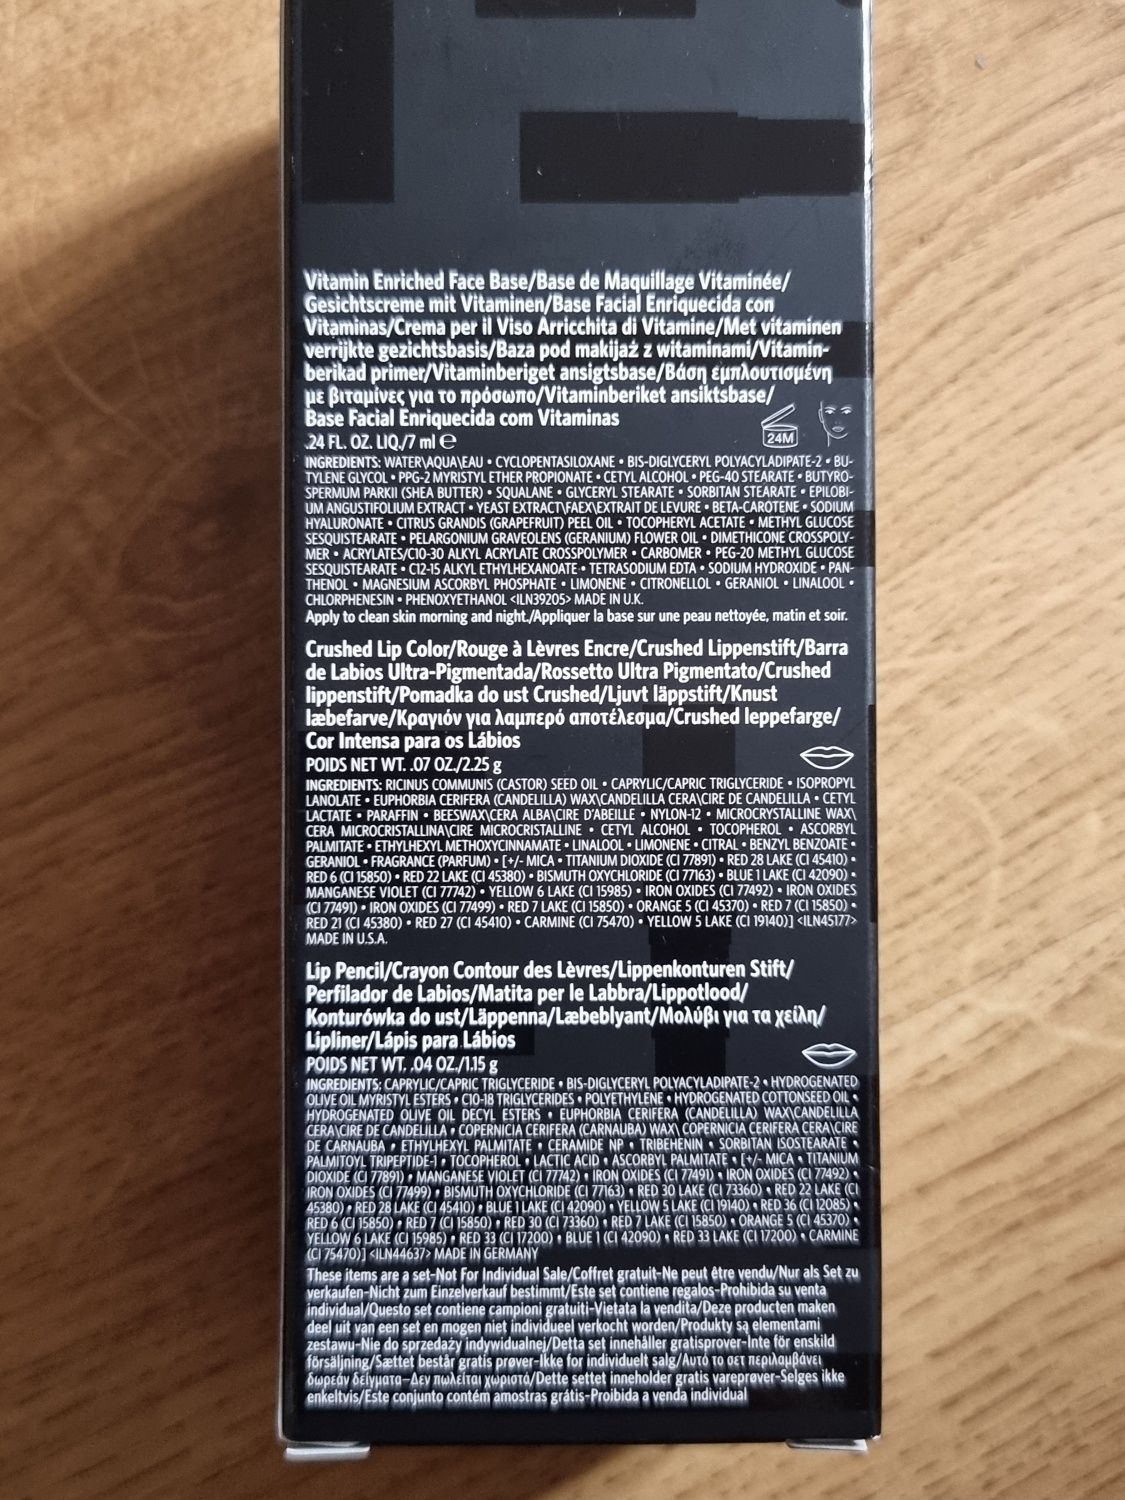 Vitamin Enriched Face Base/Base de Maquillage Vitaminée/
Gesichtscreme mit Vitaminen/Base Facial Enriquecida con
Vitaminas/Crema per il Viso Arricchita di Vitamine/Met vitaminen
verrijkte gezichtsbasis/Baza pod makijaż z witaminami/Vitamin-
berikad primer/Vitaminberiget ansigtsbase/Βάση εμπλουτισμένη
με βιταμίνες για το πρόσωπο/Vitaminberiket ansiktsbase/
Base Facial Enriquecida com Vitaminas
.24 FL. OZ. LIQ./7 ml ℮
24M
INGREDIENTS: WATER\AQUA\EAU • CYCLOPENTASILOXANE • BIS-DIGLYCERYL POLYACYLADIPATE-2 • BU-
TYLENE GLYCOL • PPG-2 MYRISTYL ETHER PROPIONATE • CETYL ALCOHOL • PEG-40 STEARATE • BUTYRO-
SPERMUM PARKII (SHEA BUTTER) • SQUALANE • GLYCERYL STEARATE • SORBITAN STEARATE • EPILOBI-
UM ANGUSTIFOLIUM EXTRACT • YEAST EXTRACT\FAEX\EXTRAIT DE LEVURE • BETA-CAROTENE • SODIUM
HYALURONATE • CITRUS GRANDIS (GRAPEFRUIT) PEEL OIL • TOCOPHERYL ACETATE • METHYL GLUCOSE
SESQUISTEARATE • PELARGONIUM GRAVEOLENS (GERANIUM) FLOWER OIL • DIMETHICONE CROSSPOLY-
MER • ACRYLATES/C10-30 ALKYL ACRYLATE CROSSPOLYMER • CARBOMER • PEG-20 METHYL GLUCOSE
SESQUISTEARATE • C12-15 ALKYL ETHYLHEXANOATE • TETRASODIUM EDTA • SODIUM HYDROXIDE • PAN-
THENOL • MAGNESIUM ASCORBYL PHOSPHATE • LIMONENE • CITRONELLOL • GERANIOL • LINALOOL •
CHLORPHENESIN • PHENOXYETHANOL <ILN39205> MADE IN U.K.
Apply to clean skin morning and night./Appliquer la base sur une peau nettoyée, matin et soir.
Crushed Lip Color/Rouge à Lèvres Encre/Crushed Lippenstift/Barra
de Labios Ultra-Pigmentada/Rossetto Ultra Pigmentato/Crushed
lippenstift/Pomadka do ust Crushed/Ljuvt läppstift/Knust
læbefarve/Κραγιόν για λαμπερό αποτέλεσμα/Crushed leppefarge/
Cor Intensa para os Lábios
POIDS NET WT. .07 OZ./2.25 g
INGREDIENTS: RICINUS COMMUNIS (CASTOR) SEED OIL • CAPRYLIC/CAPRIC TRIGLYCERIDE • ISOPROPYL
LANOLATE • EUPHORBIA CERIFERA (CANDELILLA) WAX\CANDELILLA CERA\CIRE DE CANDELILLA • CETYL
LACTATE • PARAFFIN • BEESWAX\CERA ALBA\CIRE D'ABEILLE • NYLON-12 • MICROCRYSTALLINE WAX\
CERA MICROCRISTALLINA\CIRE MICROCRISTALLINE • CETYL ALCOHOL • TOCOPHEROL • ASCORBYL
PALMITATE • ETHYLHEXYL METHOXYCINNAMATE • LINALOOL • LIMONENE • CITRAL • BENZYL BENZOATE •
GERANIOL • FRAGRANCE (PARFUM) • [+/- MICA • TITANIUM DIOXIDE (CI 77891) • RED 28 LAKE (CI 45410) •
RED 6 (CI 15850) • RED 22 LAKE (CI 45380) • BISMUTH OXYCHLORIDE (CI 77163) • BLUE 1 LAKE (CI 42090) •
MANGANESE VIOLET (CI 77742) • YELLOW 6 LAKE (CI 15985) • IRON OXIDES (CI 77492) • IRON OXIDES
(CI 77491) • IRON OXIDES (CI 77499) • RED 7 LAKE (CI 15850) • ORANGE 5 (CI 45370) • RED 7 (CI 15850) •
RED 21 (CI 45380) • RED 27 (CI 45410) • CARMINE (CI 75470) • YELLOW 5 LAKE (CI 19140)] <ILN45177>
MADE IN U.S.A.
Lip Pencil/Crayon Contour des Lèvres/Lippenkonturen Stift/
Perfilador de Labios/Matita per le Labbra/Lippotlood/
Konturówka do ust/Läppenna/Læbeblyant/Μολύβι για τα χείλη/
Lipliner/Lápis para Lábios
POIDS NET WT. .04 OZ./1.15 g
INGREDIENTS: CAPRYLIC/CAPRIC TRIGLYCERIDE • BIS-DIGLYCERYL POLYACYLADIPATE-2 • HYDROGENATED
OLIVE OIL MYRISTYL ESTERS • C10-18 TRIGLYCERIDES • POLYETHYLENE • HYDROGENATED COTTONSEED OIL •
HYDROGENATED OLIVE OIL DECYL ESTERS • EUPHORBIA CERIFERA (CANDELILLA) WAX\CANDELILLA
CERA\CIRE DE CANDELILLA • COPERNICIA CERIFERA (CARNAUBA) WAX\ COPERNICIA CERIFERA CERA\CIRE
DE CARNAUBA • ETHYLHEXYL PALMITATE • CERAMIDE NP • TRIBEHENIN • SORBITAN ISOSTEARATE •
PALMITOYL TRIPEPTIDE-1 • TOCOPHEROL • LACTIC ACID • ASCORBYL PALMITATE • [+/- MICA • TITANIUM
DIOXIDE (CI 77891) • MANGANESE VIOLET (CI 77742) • IRON OXIDES (CI 77491) • IRON OXIDES (CI 77492) •
IRON OXIDES (CI 77499) • BISMUTH OXYCHLORIDE (CI 77163) • RED 30 LAKE (CI 73360) • RED 22 LAKE (CI
45380) • RED 28 LAKE (CI 45410) • BLUE 1 LAKE (CI 42090) • YELLOW 5 LAKE (CI 19140) • RED 36 (CI 12085) •
RED 6 (CI 15850) • RED 7 (CI 15850) • RED 30 (CI 73360) • RED 7 LAKE (CI 15850) • ORANGE 5 (CI 45370) •
YELLOW 6 LAKE (CI 15985) • RED 33 (CI 17200) • BLUE 1 (CI 42090) • RED 33 LAKE (CI 17200) • CARMINE
(CI 75470)] <ILN44637> MADE IN GERMANY
These items are a set–Not For Individual Sale/Coffret gratuit–Ne peut être vendu/Nur als Set zu
verkaufen–Nicht zum Einzelverkauf bestimmt/Este set contiene regalos–Prohibida su venta
individual/Questo set contiene campioni gratuiti–Vietata la vendita/Deze producten maken
deel uit van een set en mogen niet individueel verkocht worden/Produkty są elementami
zestawu–Nie do sprzedaży indywidualnej/Detta set innehåller gratisprover–Inte för enskild
försäljning/Sættet består gratis prøver–Ikke for individuelt salg/Αυτό το σετ περιλαμβάνει
δωρεάν δείγματα–Δεν πωλείται χωριστά/Dette settet inneholder gratis vareprøver–Selges ikke
enkeltvis/Este conjunto contém amostras grátis–Proibida a venda individual